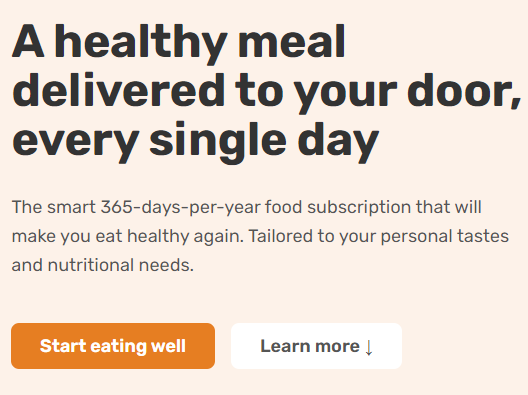 A healthy meal
delivered to your door,
every single day
The smart 365-days-per-year food subscription that will
make you eat healthy again. Tailored to your personal tastes
and nutritional needs.
Start eating well
Learn more ↓